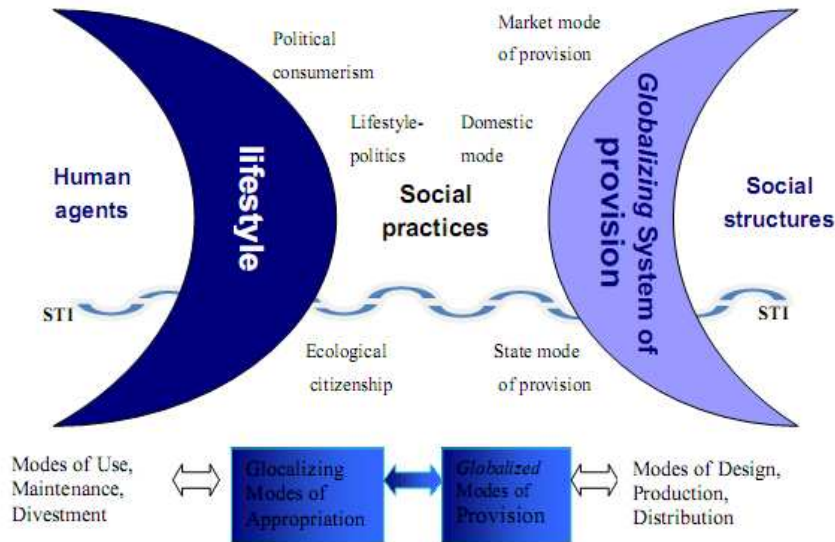 Political
consumerism
Market mode
of provision
Lifestyle-
politics
Domestic
mode
Human
agents
lifestyle
Social
practices
Globalizing System of
provision
Social
structures
STI
STI
Ecological
citizenship
State mode
of provision
Modes of Use,
Maintenance,
Divestment
Glocalizing
Modes of
Appropriation
Globalized
Modes of
Provision
Modes of Design,
Production,
Distribution